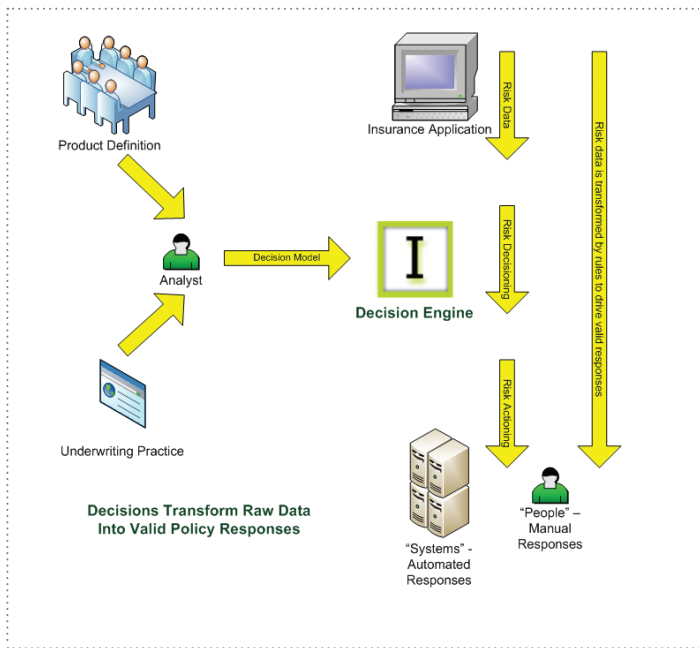 Product Definition
Insurance Application
Risk Data
Risk data is transformed by rules to drive valid responses
Analyst
Decision Model
I
Decision Engine
Risk Decisioning
Underwriting Practice
Risk Actioning
Decisions Transform Raw Data
Into Valid Policy Responses
“Systems” -
Automated
Responses
“People” –
Manual
Responses